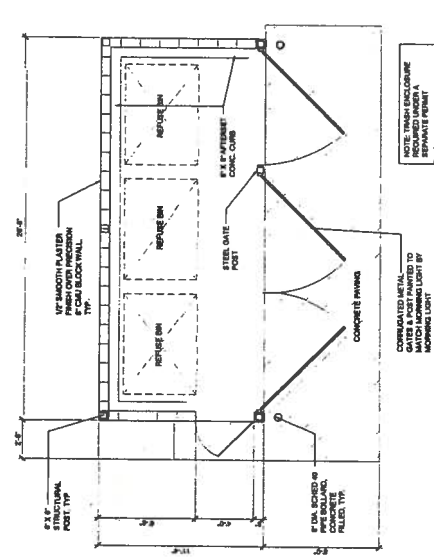 1/2" SMOOTH PLASTER
FINISH OVER PRECISION
8" CMU BLOCK WALL,
TYP.
STRUCTURAL
POST, TYP.
REFUSE BIN
REFUSE BIN
REFUSE BIN
6" X 6" AFTERSET
CONC. CURB
STEEL GATE
POST
CONCRETE PAVING
CORRUGATED METAL
GATES & POST PAINTED TO
MATCH MORNING LIGHT BY
MORNING LIGHT
6" DIA. SCHED 40
PIPE BOLLARD,
CONCRETE
FILLED, TYP.
NOTE: TRASH ENCLOSURE
REQUIRED UNDER A
SEPARATE PERMIT